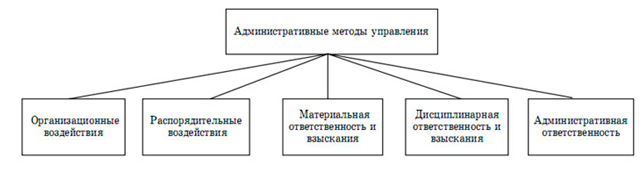 Административные методы управления
Организационные
воздействия
Распорядительные
воздействия
Материальная
ответственность и
взыскания
Дисциплинарная
ответственность и
взыскания
Административная
ответственность